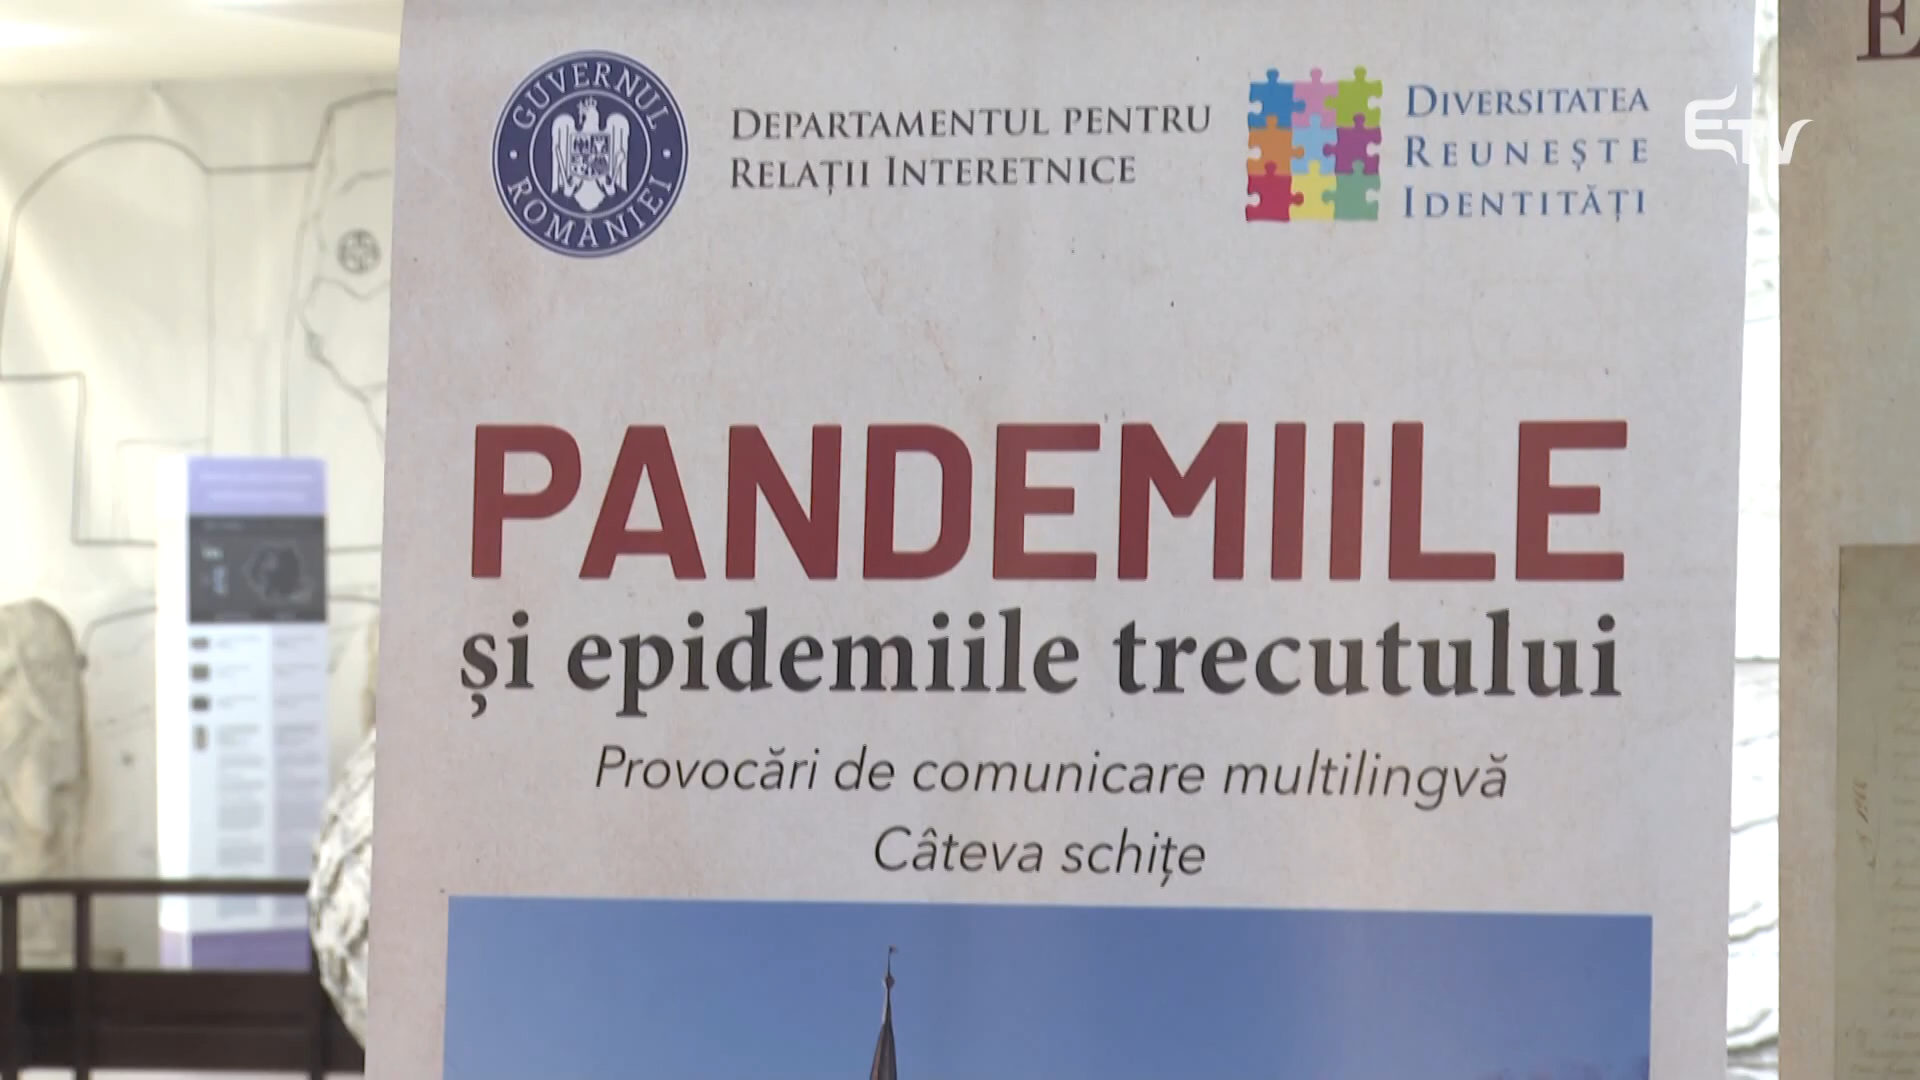 GUVERNUL ROMÂNIEI
DEPARTAMENTUL PENTRU
RELAȚII INTERETNICE
DIVERSITATEA
REUNEȘTE
IDENTITĂȚI
ETV
PANDEMIILE
și epidemiile trecutului
Provocări de comunicare multilingvă
Câteva schițe
E